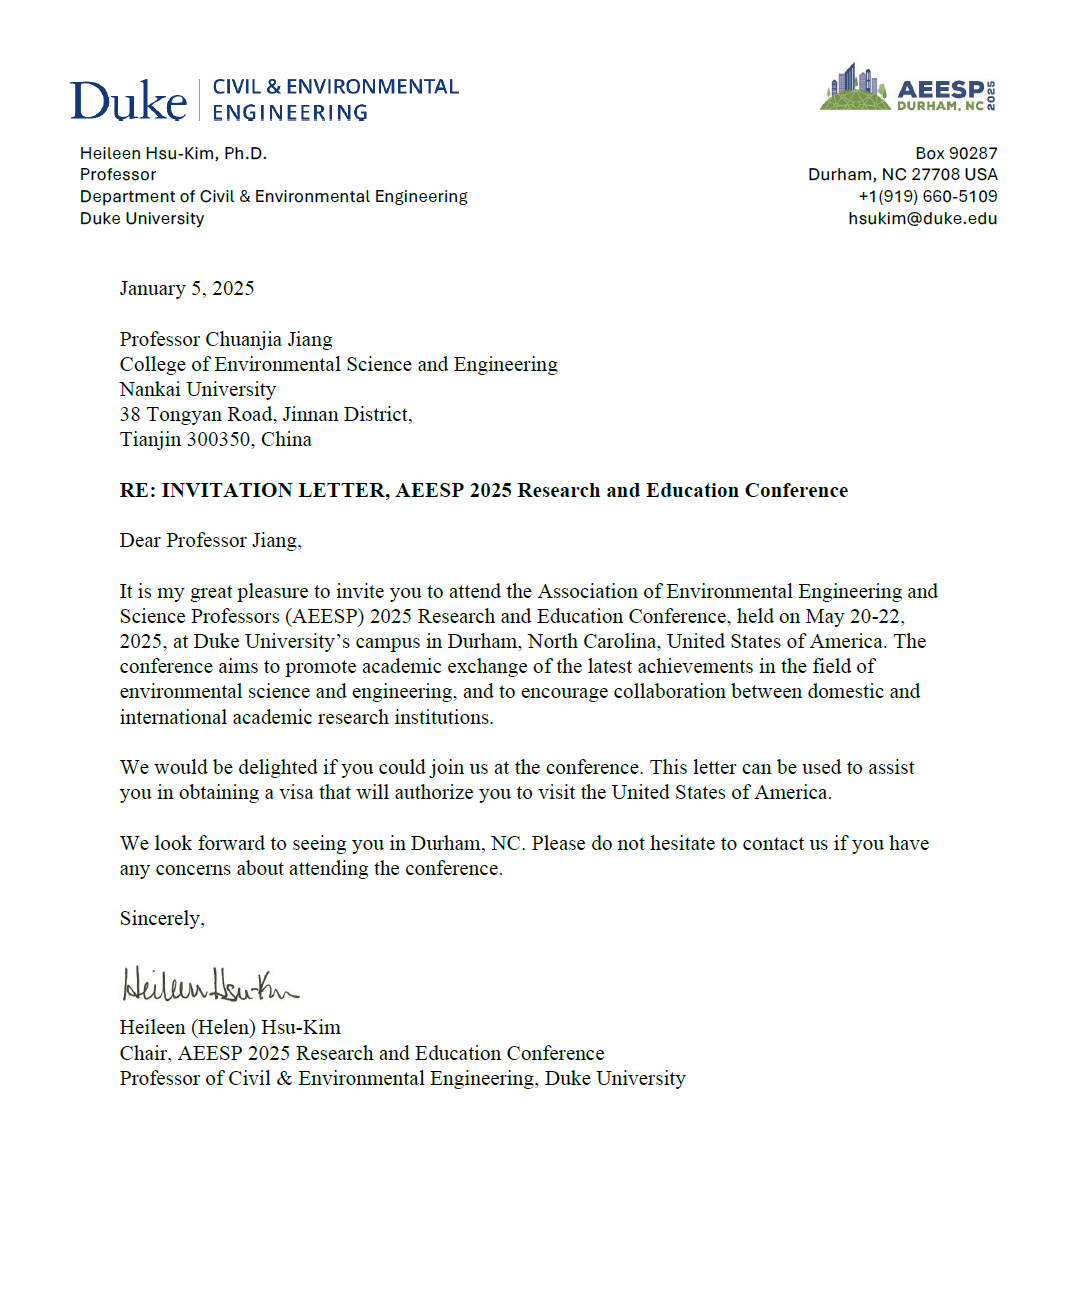 Duke
CIVIL & ENVIRONMENTAL
ENGINEERING
AEESP
DURHAM, NC
2025
Heileen Hsu-Kim, Ph.D.
Professor
Department of Civil & Environmental Engineering
Duke University
Box 90287
Durham, NC 27708 USA
+1(919) 660-5109
hsukim@duke.edu
January 5, 2025
Professor Chuanjia Jiang
College of Environmental Science and Engineering
Nankai University
38 Tongyan Road, Jinnan District,
Tianjin 300350, China
RE: INVITATION LETTER, AEESP 2025 Research and Education Conference
Dear Professor Jiang,
It is my great pleasure to invite you to attend the Association of Environmental Engineering and
Science Professors (AEESP) 2025 Research and Education Conference, held on May 20-22,
2025, at Duke University’s campus in Durham, North Carolina, United States of America. The
conference aims to promote academic exchange of the latest achievements in the field of
environmental science and engineering, and to encourage collaboration between domestic and
international academic research institutions.
We would be delighted if you could join us at the conference. This letter can be used to assist
you in obtaining a visa that will authorize you to visit the United States of America.
We look forward to seeing you in Durham, NC. Please do not hesitate to contact us if you have
any concerns about attending the conference.
Sincerely,
Heileen Hsu-Kim
Heileen (Helen) Hsu-Kim
Chair, AEESP 2025 Research and Education Conference
Professor of Civil & Environmental Engineering, Duke University